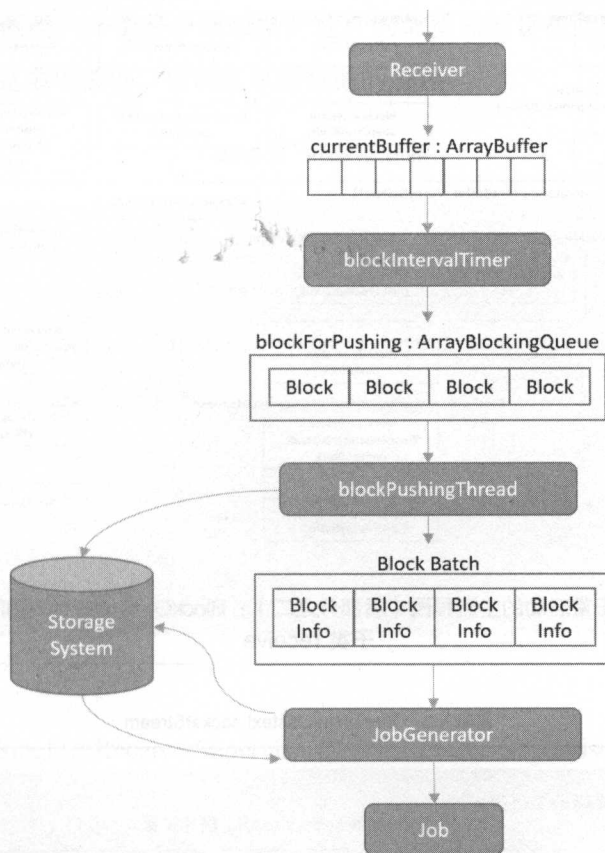 Receiver
currentBuffer : ArrayBuffer
blockIntervalTimer
blockForPushing : ArrayBlockingQueue
Block Block Block Block
blockPushingThread
Block Batch
Block Block Block Block
Info Info Info Info
Storage
System
JobGenerator
Job